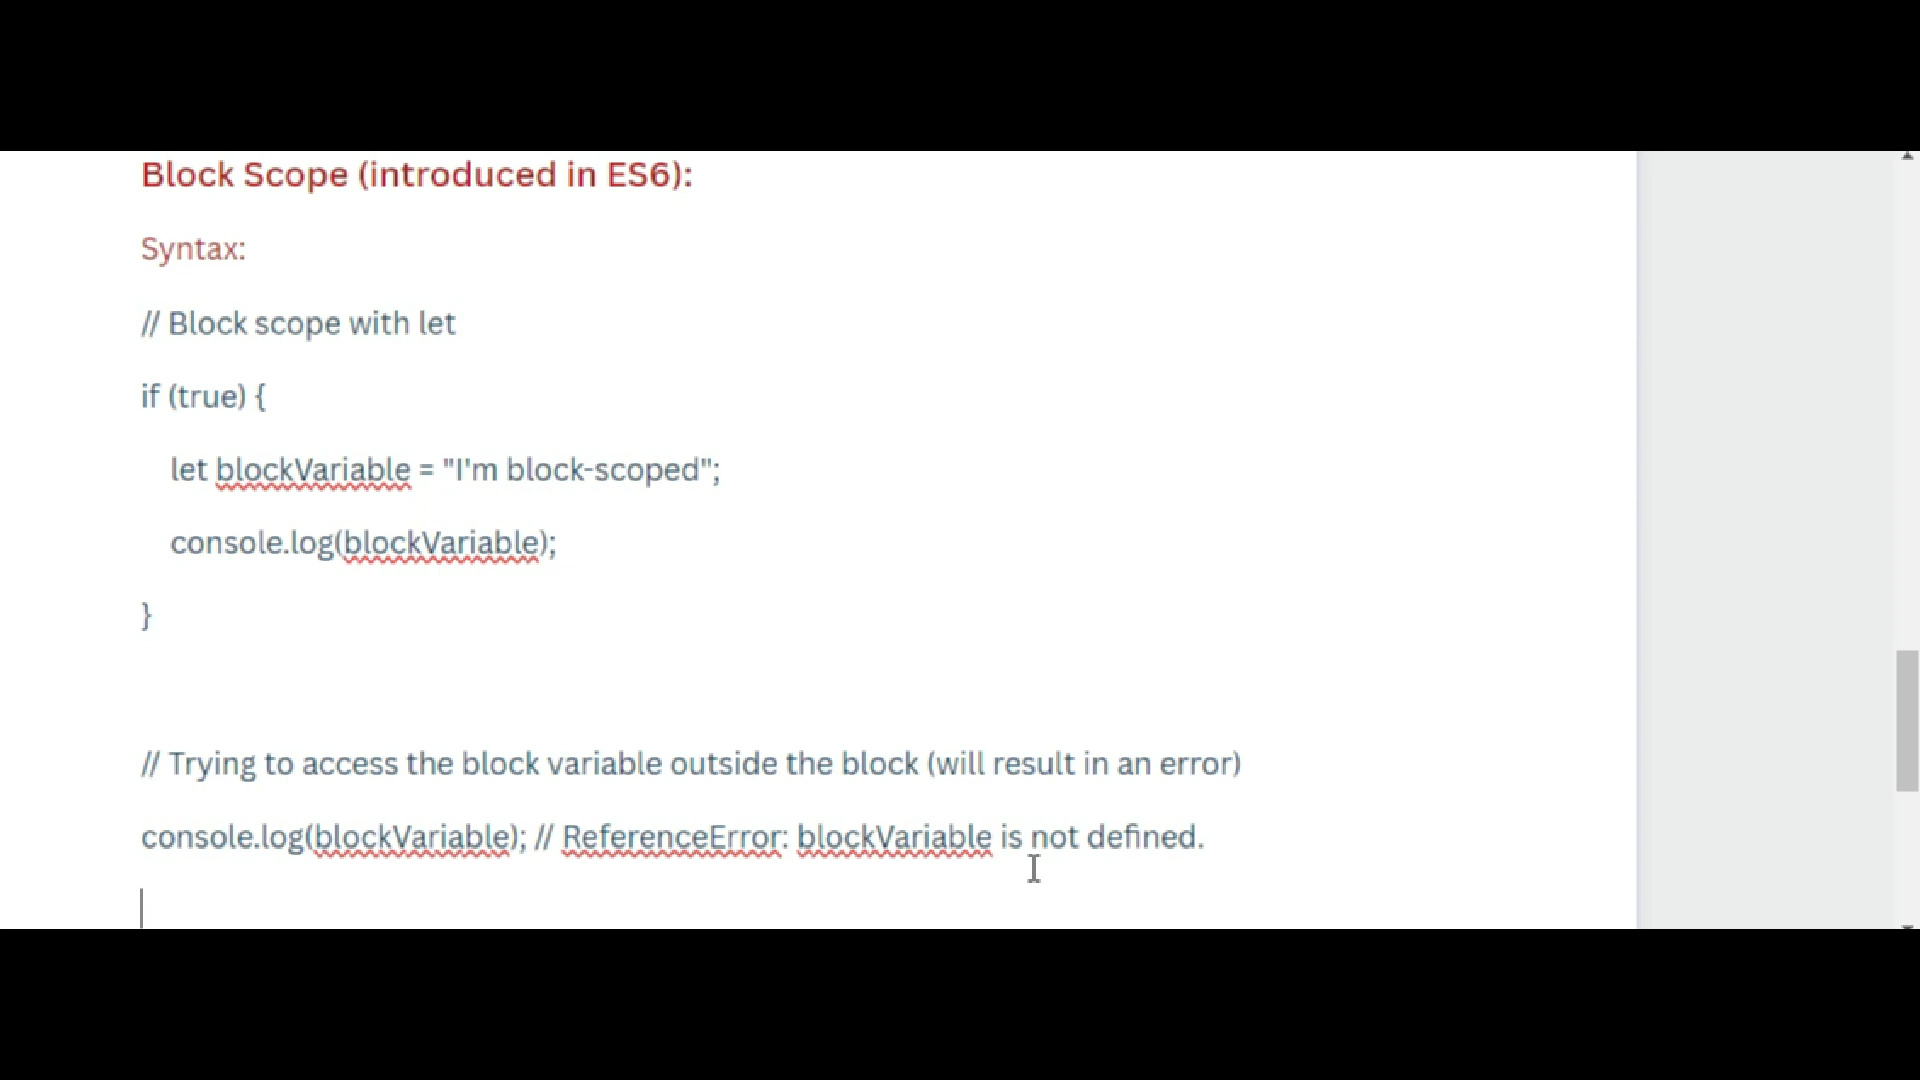 Block Scope (introduced in ES6):
Syntax:
// Block scope with let
if (true) {
let blockVariable = "I'm block-scoped";
console.log(blockVariable);
}
// Trying to access the block variable outside the block (will result in an error)
console.log(blockVariable); // ReferenceError: blockVariable is not defined.